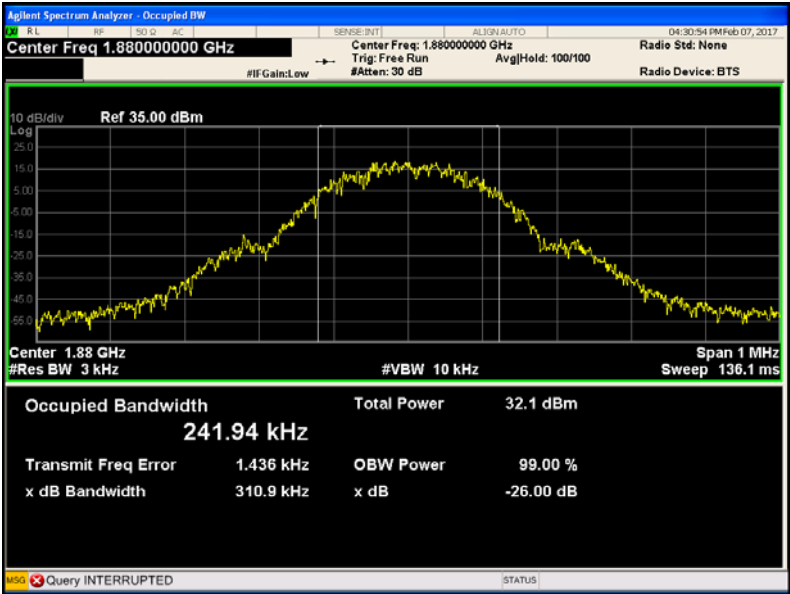 Agilent Spectrum Analyzer - Occupied BW
RL RF 50 Ω AC SENSE:INT ALIGN AUTO 04:30:54 PM Feb 07, 2017
Center Freq 1.880000000 GHz Center Freq: 1.880000000 GHz Radio Std: None
Trig: Free Run Avg|Hold: 100/100
#IFGain:Low #Atten: 30 dB Radio Device: BTS
10 dB/div Ref 35.00 dBm
Log
25.0
15.0
5.00
-5.00
-15.0
-25.0
-35.0
-45.0
-55.0
Center 1.88 GHz Span 1 MHz
#Res BW 3 kHz #VBW 10 kHz Sweep 136.1 ms
Occupied Bandwidth Total Power 32.1 dBm
241.94 kHz
Transmit Freq Error 1.436 kHz OBW Power 99.00 %
x dB Bandwidth 310.9 kHz x dB -26.00 dB
MSG Query INTERRUPTED STATUS